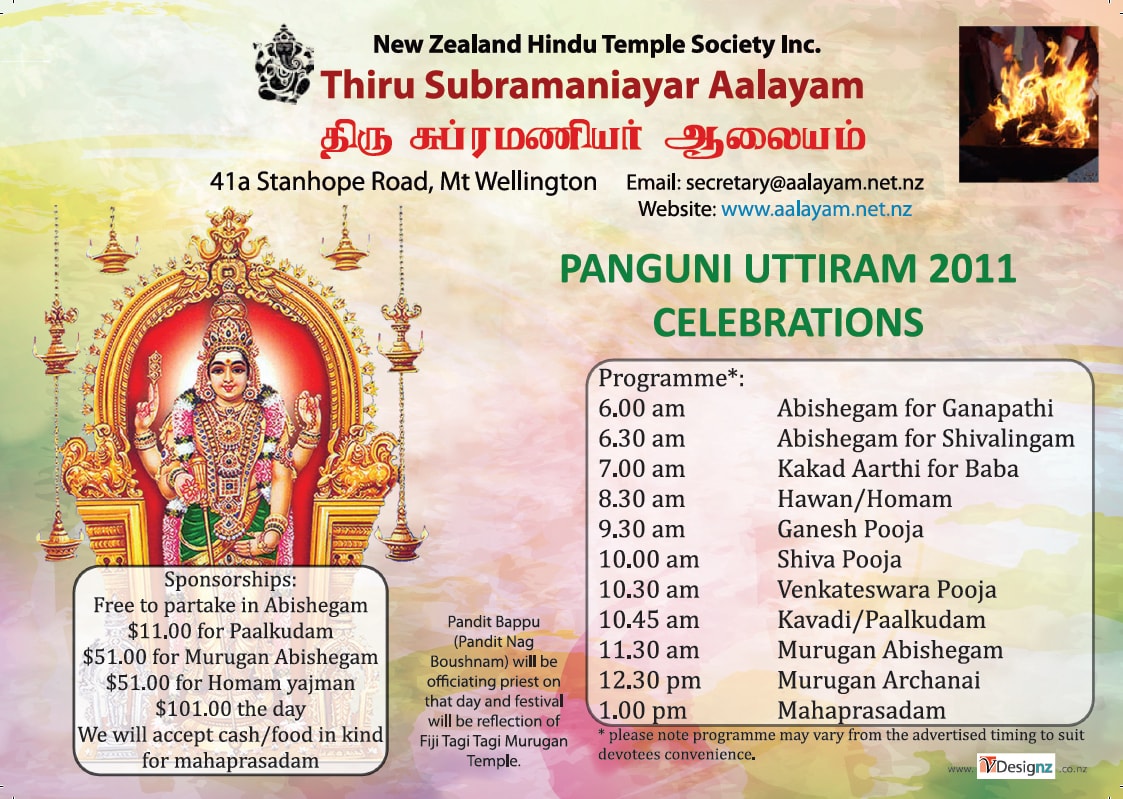 New Zealand Hindu Temple Society Inc.
Thiru Subramaniayar Aalayam
திரு சுப்ரமணியர் ஆலையம்
41a Stanhope Road, Mt Wellington
Email: secretary@aalayam.net.nz
Website: www.aalayam.net.nz
PANGUNI UTTIRAM 2011
CELEBRATIONS
Programme*:
6.00 am Abishegam for Ganapathi
6.30 am Abishegam for Shivalingam
7.00 am Kakad Aarthi for Baba
8.30 am Hawan/Homam
9.30 am Ganesh Pooja
10.00 am Shiva Pooja
10.30 am Venkateswara Pooja
10.45 am Kavadi/Paalkudam
11.30 am Murugan Abishegam
12.30 pm Murugan Archanai
1.00 pm Mahaprasadam
* please note programme may vary from the advertised timing to suit
devotees convenience.
Sponsorships:
Free to partake in Abishegam
$11.00 for Paalkudam
$51.00 for Murugan Abishegam
$51.00 for Homam yajman
$101.00 the day
We will accept cash/food in kind
for mahaprasadam
Pandit Bappu
(Pandit Nag
Boushnam) will be
officiating priest on
that day and festival
will be reflection of
Fiji Tagi Tagi Murugan
Temple.
www. VDesignz .co.nz